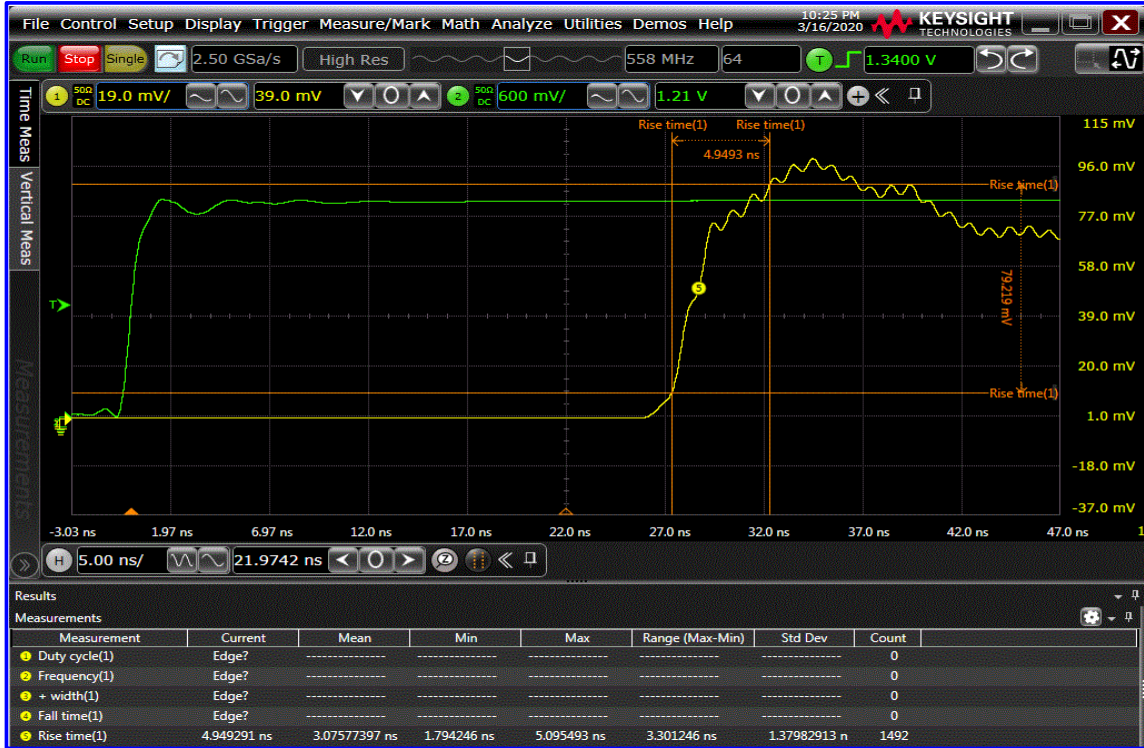 File Control Setup Display Trigger Measure/Mark Math Analyze Utilities Demos Help 10:25 PM 3/16/2020 KEYSIGHT TECHNOLOGIES X
Run Stop Single 2.50 GSa/s High Res 558 MHz 64 T 1.3400 V
1 50Ω DC 19.0 mV/ 39.0 mV 2 50Ω DC 600 mV/ 1.21 V
Time Meas
Vertical Meas
Measurements
Rise time(1) Rise time(1)
4.9493 ns
Rise time(1)
79.219 mV
Rise time(1)
5
T
115 mV
96.0 mV
77.0 mV
58.0 mV
39.0 mV
20.0 mV
1.0 mV
-18.0 mV
-37.0 mV
-3.03 ns 1.97 ns 6.97 ns 12.0 ns 17.0 ns 22.0 ns 27.0 ns 32.0 ns 37.0 ns 42.0 ns 47.0 ns 1
H 5.00 ns/ 21.9742 ns Z
Results
Measurements
Measurement Current Mean Min Max Range (Max-Min) Std Dev Count
1 Duty cycle(1) Edge? --------------- --------------- --------------- --------------- --------------- 0
2 Frequency(1) Edge? --------------- --------------- --------------- --------------- --------------- 0
3 + width(1) Edge? --------------- --------------- --------------- --------------- --------------- 0
4 Fall time(1) Edge? --------------- --------------- --------------- --------------- --------------- 0
5 Rise time(1) 4.949291 ns 3.07577397 ns 1.794246 ns 5.095493 ns 3.301246 ns 1.37982913 n 1492